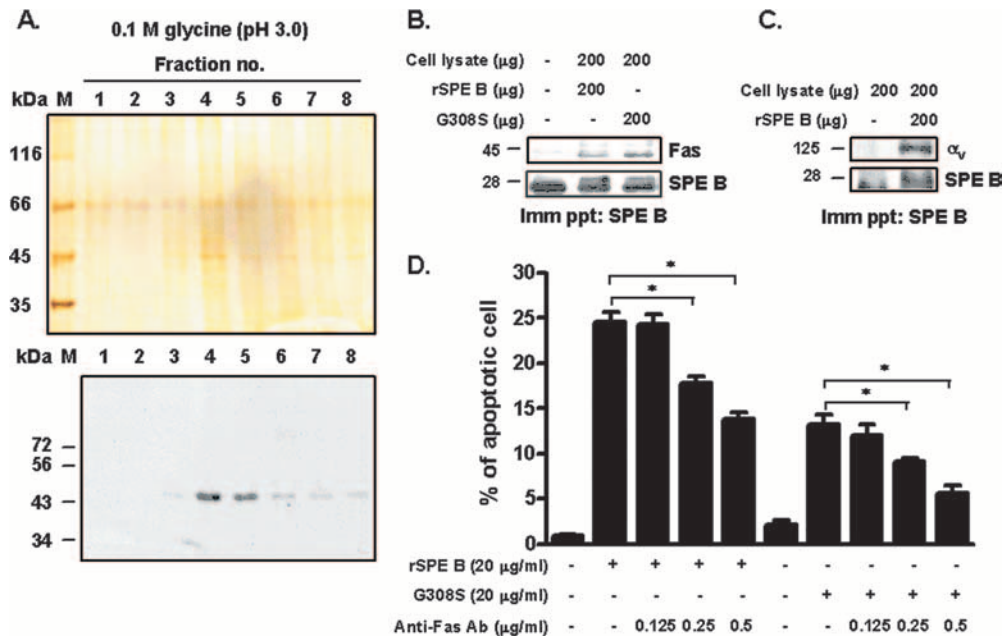 A.
0.1 M glycine (pH 3.0)
Fraction no.
kDa M 1 2 3 4 5 6 7 8
116
66
45
35
kDa M 1 2 3 4 5 6 7 8
72
56
43
34
B.
Cell lysate (μg) - 200 200
rSPE B (μg) - 200 -
G308S (μg) - - 200
45 Fas
28 SPE B
Imm ppt: SPE B
C.
Cell lysate (μg) 200 200
rSPE B (μg) - 200
125 αv
28 SPE B
Imm ppt: SPE B
D.
% of apoptotic cell
30
25
20
15
10
5
0
* * * *
rSPE B (20 μg/ml) - + + + + - - - - -
G308S (20 μg/ml) - - - - - - + + + +
Anti-Fas Ab (μg/ml) - - 0.125 0.25 0.5 - - 0.125 0.25 0.5